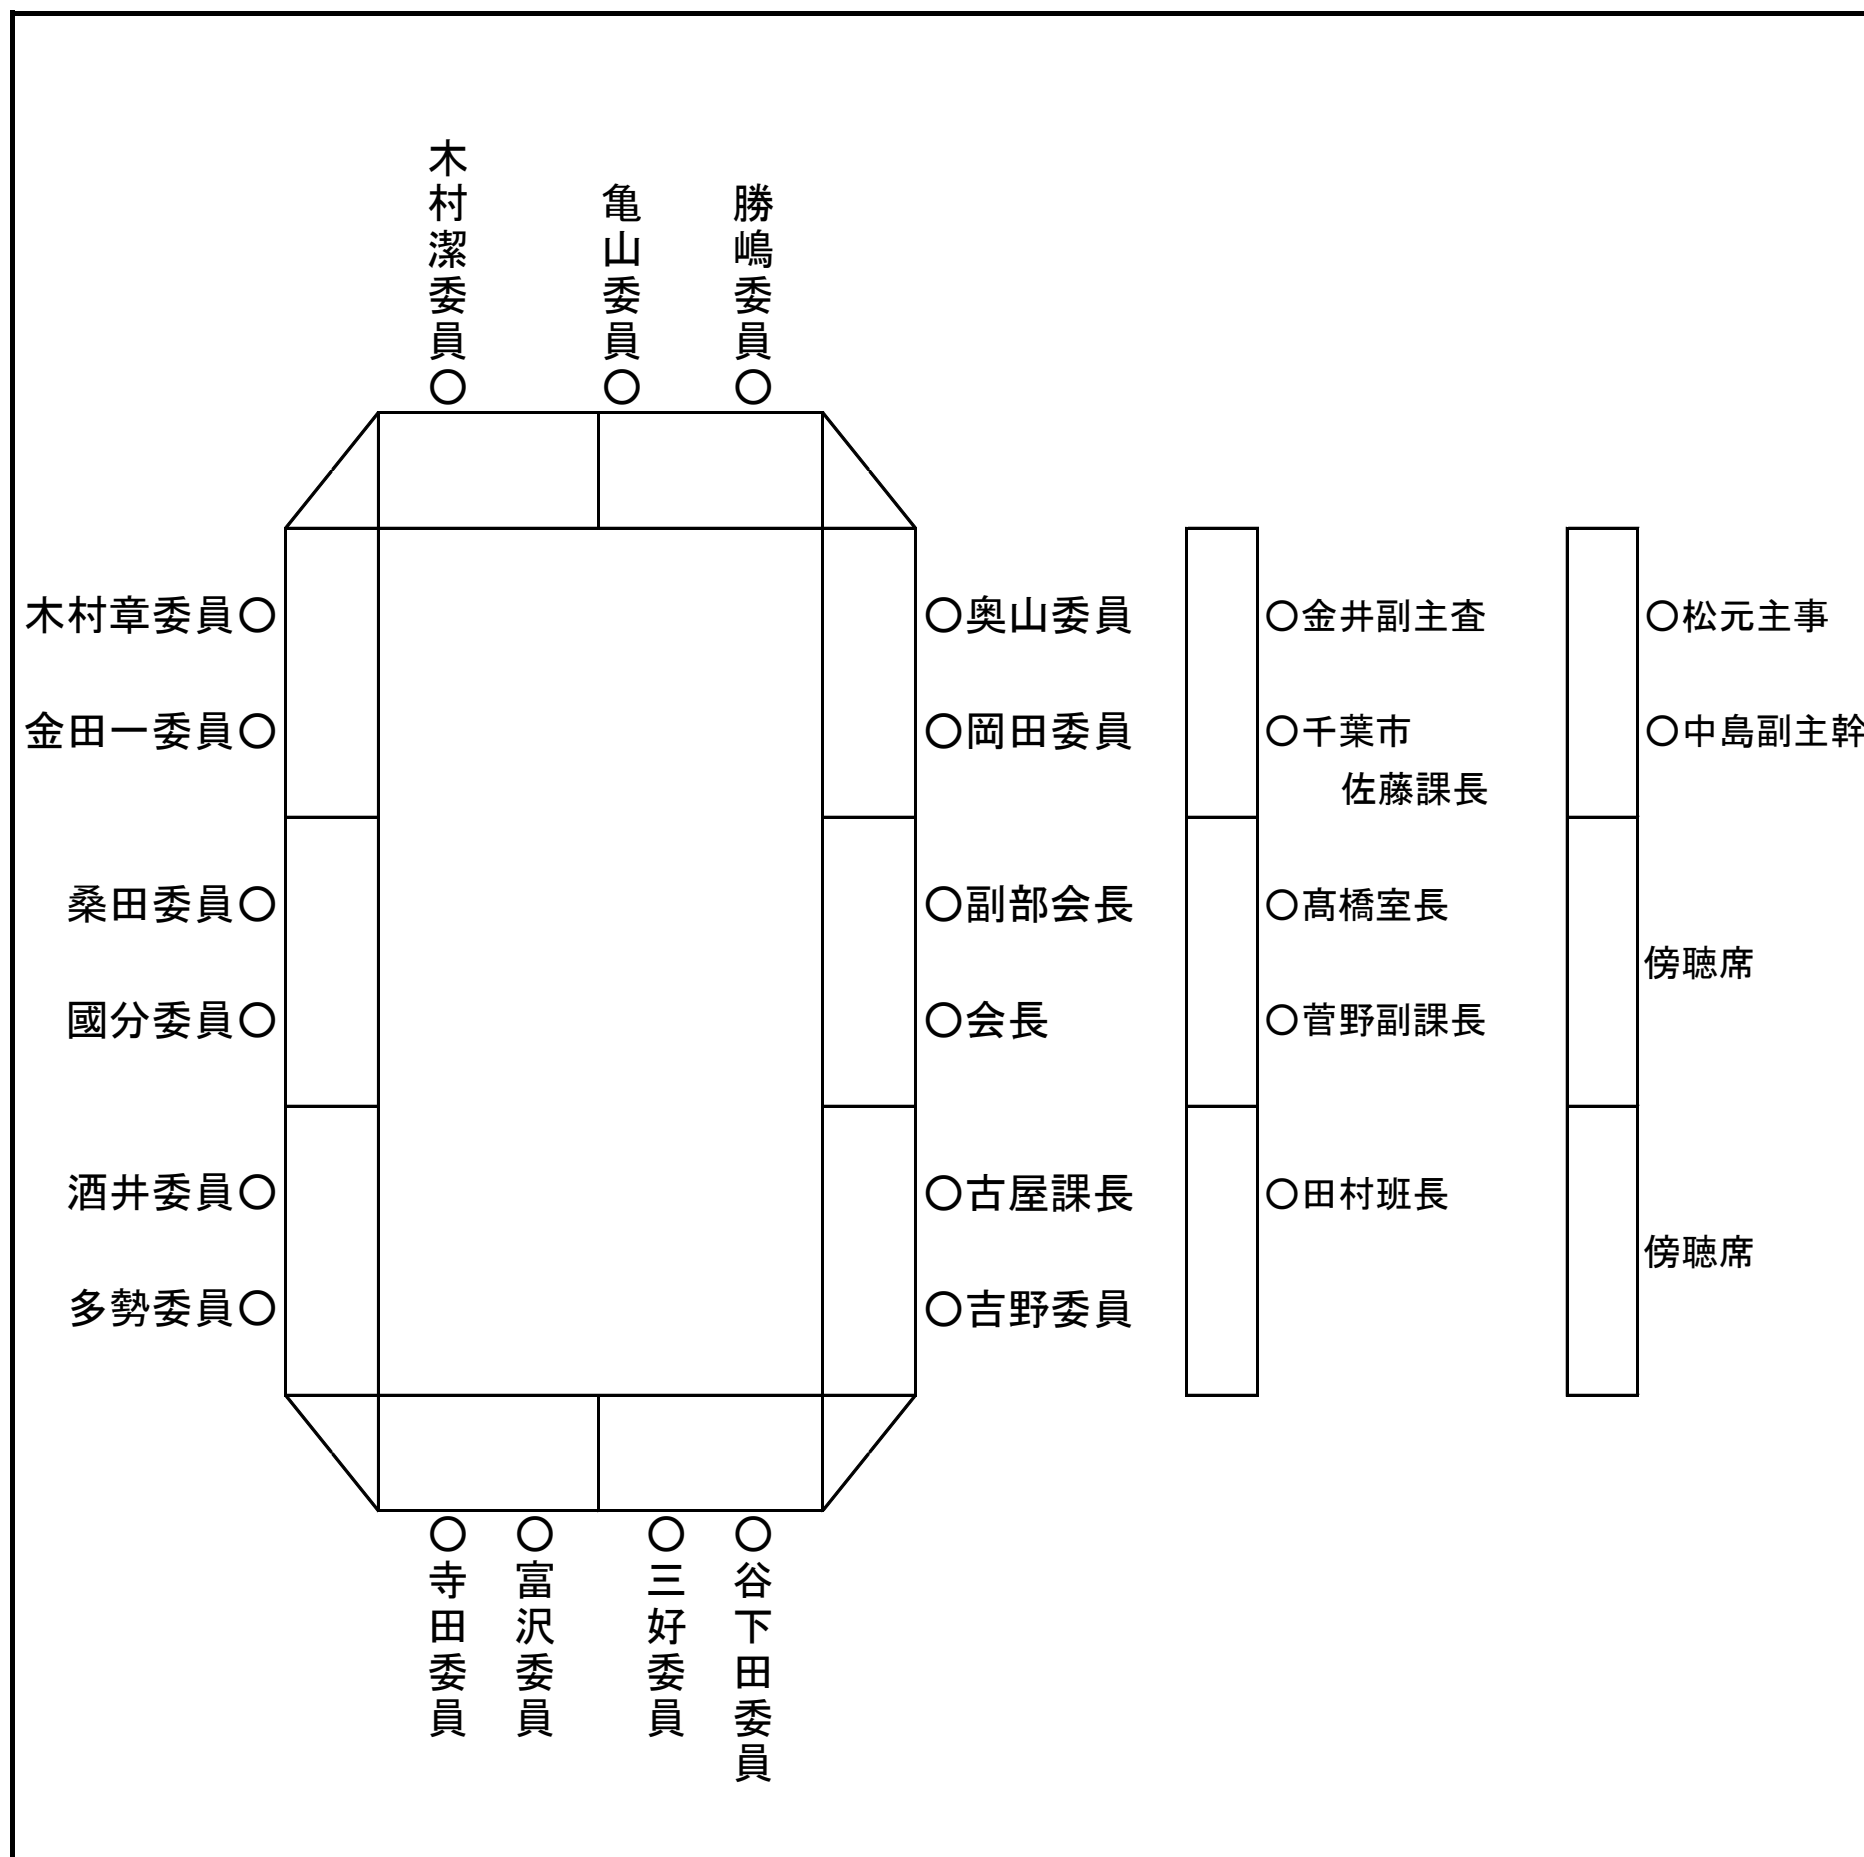 木村潔委員○
亀山委員○
勝嶋委員○
木村章委員○
○奥山委員
○金井副主査
○松元主事
金田一委員○
○岡田委員
○千葉市
佐藤課長
○中島副主幹
桑田委員○
○副部会長
○髙橋室長
傍聴席
國分委員○
○会長
○菅野副課長
酒井委員○
○古屋課長
○田村班長
傍聴席
多勢委員○
○吉野委員
○寺田委員
○富沢委員
○三好委員
○谷下田委員